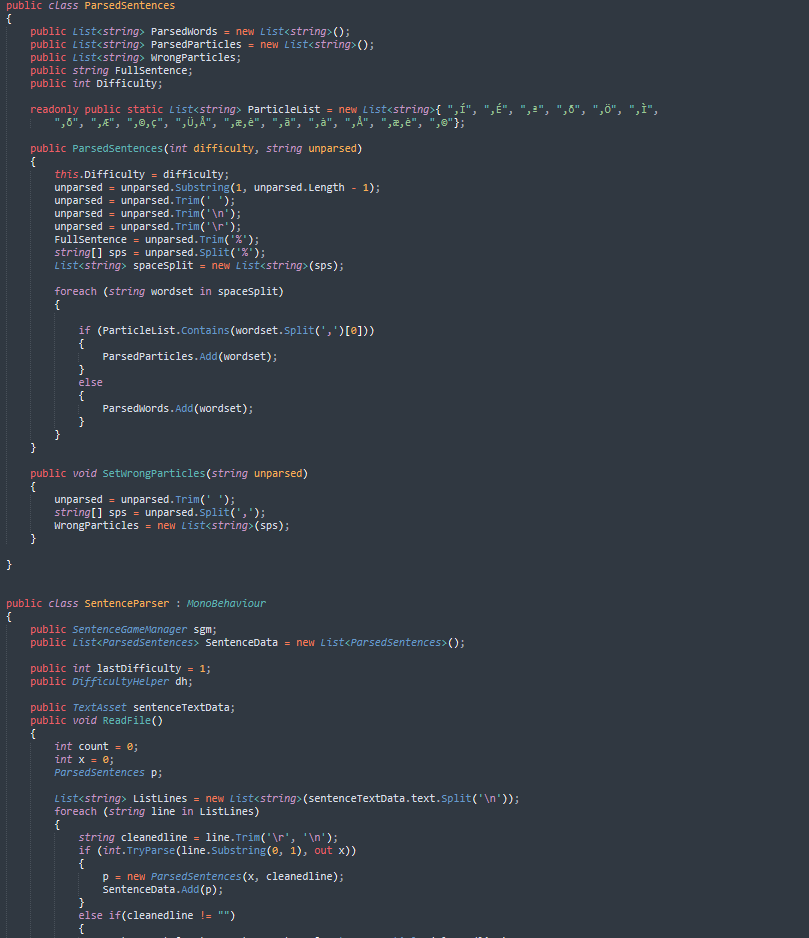 public class ParsedSentences
{
public List<string> ParsedWords = new List<string>();
public List<string> ParsedParticles = new List<string>();
public List<string> WrongParticles;
public string FullSentence;
public int Difficulty;
readonly public static List<string> ParticleList = new List<string>{ "‚Í", "‚É", "‚ª", "‚ð", "‚Ö", "‚Ì",
"‚ð", "‚Æ", "‚©‚ç", "‚Ü‚Å", "‚æ‚è", "‚ã", "‚à", "‚Å", "‚æ‚è", "‚©"};
public ParsedSentences(int difficulty, string unparsed)
{
this.Difficulty = difficulty;
unparsed = unparsed.Substring(1, unparsed.Length - 1);
unparsed = unparsed.Trim(' ');
unparsed = unparsed.Trim('\n');
unparsed = unparsed.Trim('\r');
FullSentence = unparsed.Trim('%');
string[] sps = unparsed.Split('%');
List<string> spaceSplit = new List<string>(sps);
foreach (string wordset in spaceSplit)
{
if (ParticleList.Contains(wordset.Split(',')[0]))
{
ParsedParticles.Add(wordset);
}
else
{
ParsedWords.Add(wordset);
}
}
}
public void SetWrongParticles(string unparsed)
{
unparsed = unparsed.Trim(' ');
string[] sps = unparsed.Split(',');
WrongParticles = new List<string>(sps);
}
}
public class SentenceParser : MonoBehaviour
{
public SentenceGameManager sgm;
public List<ParsedSentences> SentenceData = new List<ParsedSentences>();
public int lastDifficulty = 1;
public DifficultyHelper dh;
public TextAsset sentenceTextData;
public void ReadFile()
{
int count = 0;
int x = 0;
ParsedSentences p;
List<string> ListLines = new List<string>(sentenceTextData.text.Split('\n'));
foreach (string line in ListLines)
{
string cleanedline = line.Trim('\r', '\n');
if (int.TryParse(line.Substring(0, 1), out x))
{
p = new ParsedSentences(x, cleanedline);
SentenceData.Add(p);
}
else if(cleanedline != "")
{